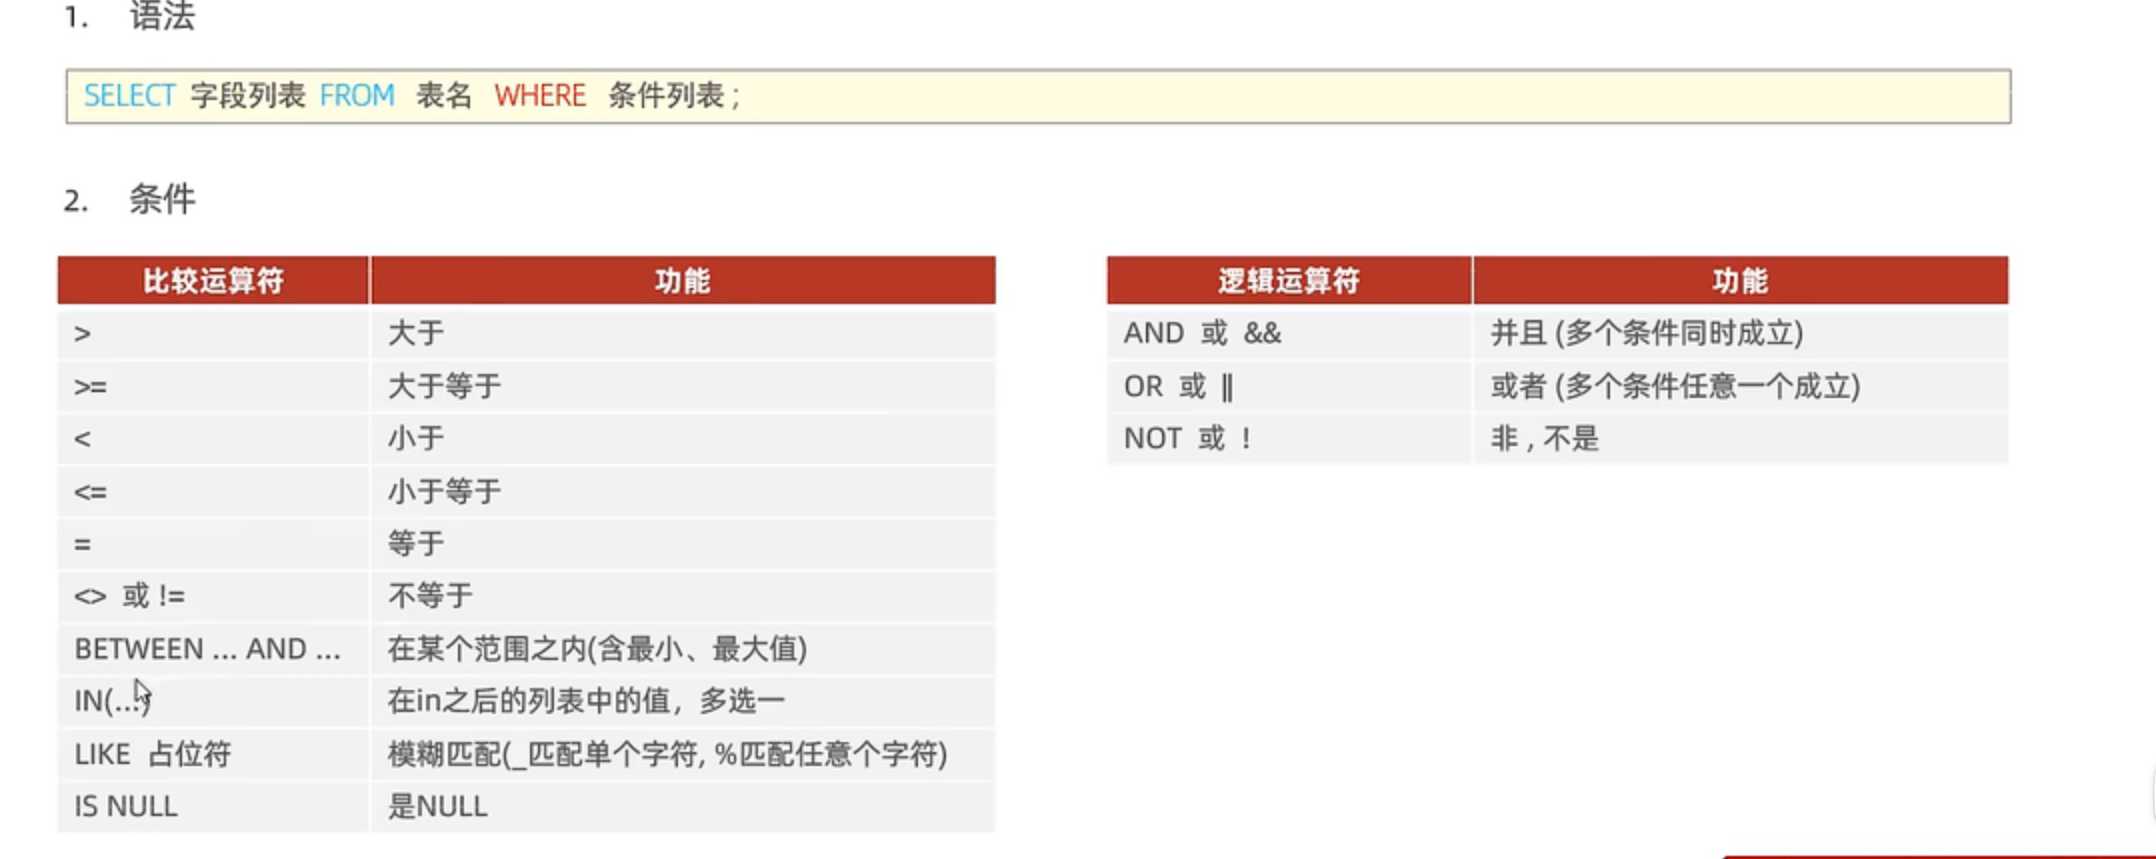 1. 语法
SELECT 字段列表 FROM 表名 WHERE 条件列表 ;
2. 条件
比较运算符 功能
> 大于
>= 大于等于
< 小于
<= 小于等于
= 等于
<> 或 != 不等于
BETWEEN ... AND ... 在某个范围之内(含最小、最大值)
IN(...) 在in之后的列表中的值，多选一
LIKE 占位符 模糊匹配(_匹配单个字符, %匹配任意个字符)
IS NULL 是NULL
逻辑运算符 功能
AND 或 && 并且 (多个条件同时成立)
OR 或 || 或者 (多个条件任意一个成立)
NOT 或 ! 非 , 不是